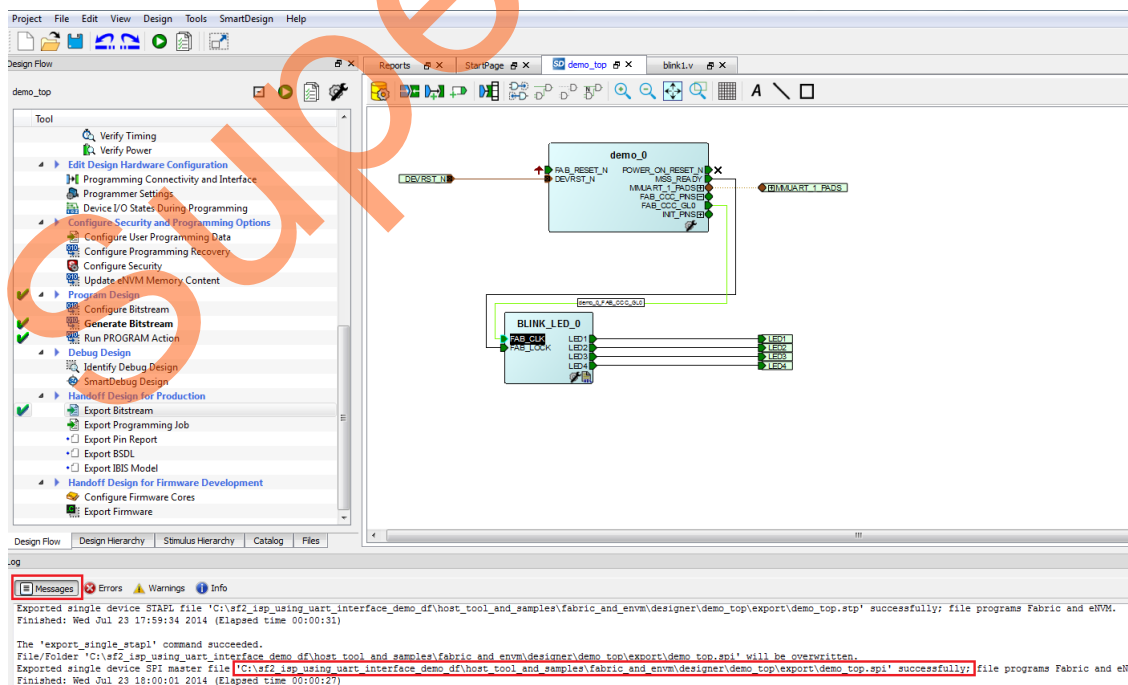 Project File Edit View Design Tools SmartDesign Help
Design Flow
Reports StartPage demo_top blink1.v
demo_top
Tool
Verify Timing
Verify Power
Edit Design Hardware Configuration
Programming Connectivity and Interface
Programmer Settings
Device I/O States During Programming
Configure Security and Programming Options
Configure User Programming Data
Configure Programming Recovery
Configure Security
Update eNVM Memory Content
Program Design
Configure Bitstream
Generate Bitstream
Run PROGRAM Action
Debug Design
Identify Debug Design
SmartDebug Design
Handoff Design for Production
Export Bitstream
Export Programming Job
Export Pin Report
Export BSDL
Export IBIS Model
Handoff Design for Firmware Development
Configure Firmware Cores
Export Firmware
Design Flow Design Hierarchy Stimulus Hierarchy Catalog Files
demo_0
FAB_RESET_N POWER_ON_RESET_N
DEVRST_N DEVRST_N MSS_READY
MMUART_1_PADS MMUART_1_PADS
FAB_CCC_PINS
FAB_CCC_GL0
INIT_PINS
demo_0_FAB_CCC_GL0
BLINK_LED_0
FAB_CLK LED1 LED1
FAB_LOCK LED2 LED2
LED3 LED3
LED4 LED4
Log
Messages Errors Warnings Info
Exported single device STAPL file 'C:\sf2_isp_using_uart_interface_demo_df\host_tool_and_samples\fabric_and_envm\designer\demo_top\export\demo_top.stp' successfully; file programs Fabric and eNVM.
Finished: Wed Jul 23 17:59:34 2014 (Elapsed time 00:00:31)
The 'export_single_stapl' command succeeded.
File/Folder 'C:\sf2_isp_using_uart_interface_demo_df\host_tool_and_samples\fabric_and_envm\designer\demo_top\export\demo_top.spi' will be overwritten.
Exported single device SPI master file 'C:\sf2_isp_using_uart_interface_demo_df\host_tool_and_samples\fabric_and_envm\designer\demo_top\export\demo_top.spi' successfully; file programs Fabric and eN
Finished: Wed Jul 23 18:00:01 2014 (Elapsed time 00:00:27)
Supe